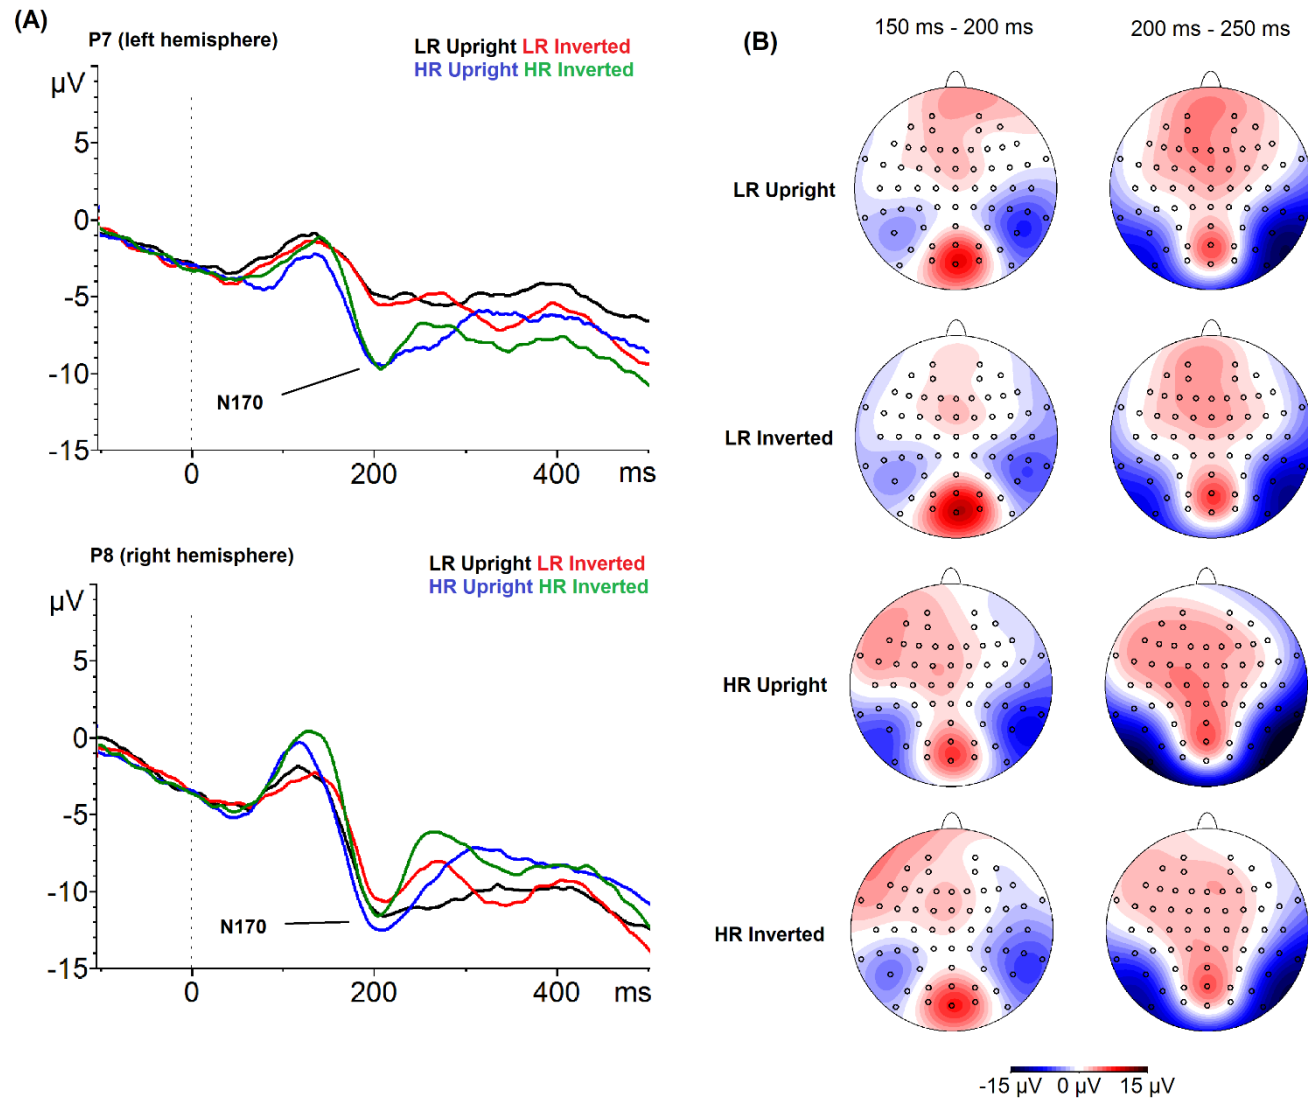 (A)
P7 (left hemisphere)
LR Upright LR Inverted
HR Upright HR Inverted
μV
5
0
-5
-10
-15
N170
0 200 400 ms
P8 (right hemisphere)
LR Upright LR Inverted
HR Upright HR Inverted
μV
5
0
-5
-10
-15
N170
0 200 400 ms
(B)
150 ms - 200 ms 200 ms - 250 ms
LR Upright
LR Inverted
HR Upright
HR Inverted
-15 μV 0 μV 15 μV